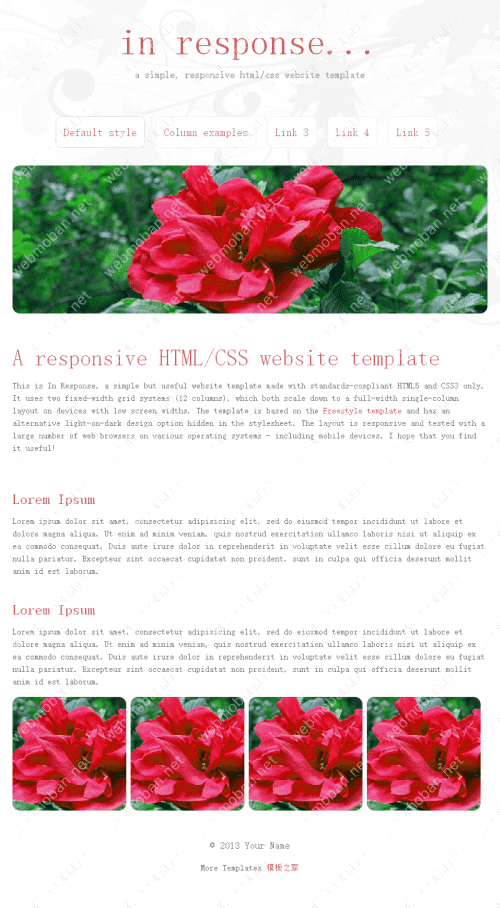 in response...
a simple, responsive html/css website template
Default style
Column examples
Link 3
Link 4
Link 5
A responsive HTML/CSS website template
This is In Response, a simple but useful website template made with standards-compliant HTML5 and CSS3 only.
It uses two fixed-width grid systems (12 columns), which both scale down to a full-width single-column
layout on devices with low screen widths. The template is based on the Freestyle template and has an
alternative light-on-dark design option hidden in the stylesheet. The layout is responsive and tested with a
large number of web browsers on various operating systems - including mobile devices. I hope that you find
it useful!
Lorem Ipsum
Lorem ipsum dolor sit amet, consectetur adipisicing elit, sed do eiusmod tempor incididunt ut labore et
dolore magna aliqua. Ut enim ad minim veniam, quis nostrud exercitation ullamco laboris nisi ut aliquip ex
ea commodo consequat. Duis aute irure dolor in reprehenderit in voluptate velit esse cillum dolore eu fugiat
nulla pariatur. Excepteur sint occaecat cupidatat non proident, sunt in culpa qui officia deserunt mollit
anim id est laborum.
Lorem Ipsum
Lorem ipsum dolor sit amet, consectetur adipisicing elit, sed do eiusmod tempor incididunt ut labore et
dolore magna aliqua. Ut enim ad minim veniam, quis nostrud exercitation ullamco laboris nisi ut aliquip ex
ea commodo consequat. Duis aute irure dolor in reprehenderit in voluptate velit esse cillum dolore eu fugiat
nulla pariatur. Excepteur sint occaecat cupidatat non proident, sunt in culpa qui officia deserunt mollit
anim id est laborum.
© 2013 Your Name
More Templates 模板之家